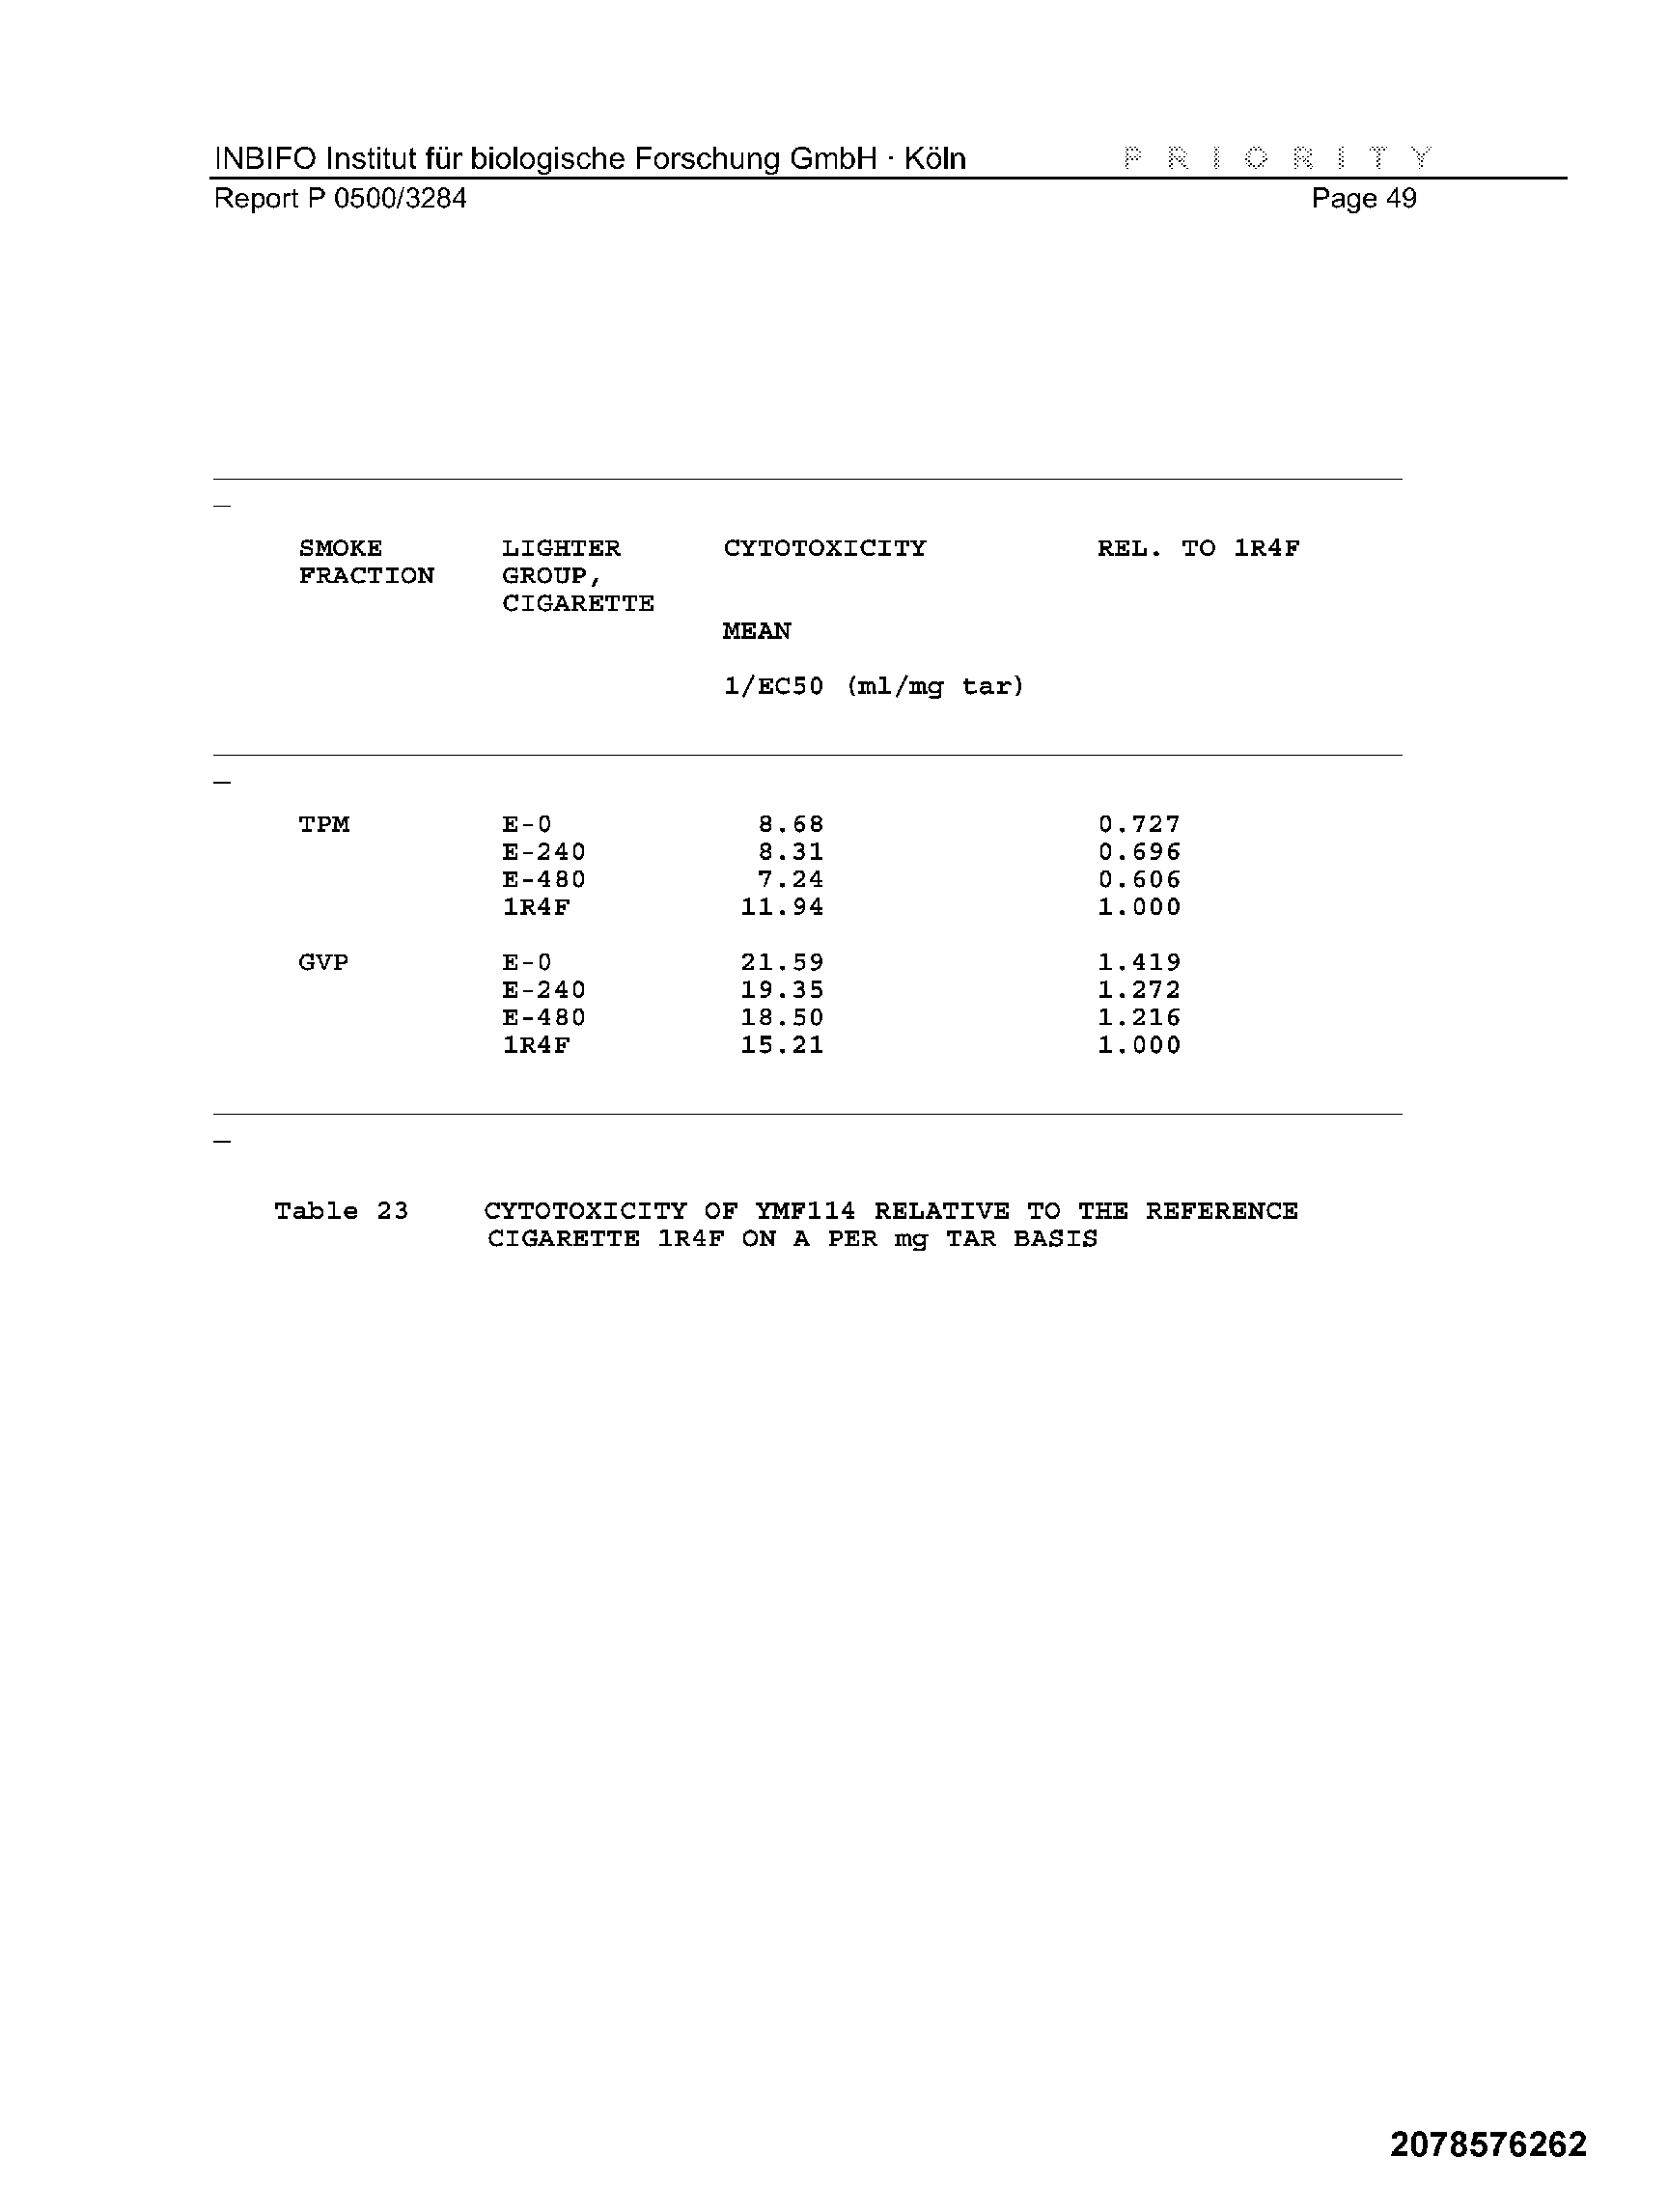 INBIFO Institut für biologische Forschung GmbH · Köln PRIORITY
Report P 0500/3284 Page 49
SMOKE LIGHTER CYTOTOXICITY REL. TO 1R4F
FRACTION GROUP,
CIGARETTE
MEAN
1/EC50 (ml/mg tar)
TPM E-0 8.68 0.727
E-240 8.31 0.696
E-480 7.24 0.606
1R4F 11.94 1.000
GVP E-0 21.59 1.419
E-240 19.35 1.272
E-480 18.50 1.216
1R4F 15.21 1.000
Table 23 CYTOTOXICITY OF YMF114 RELATIVE TO THE REFERENCE
CIGARETTE 1R4F ON A PER mg TAR BASIS
2078576262